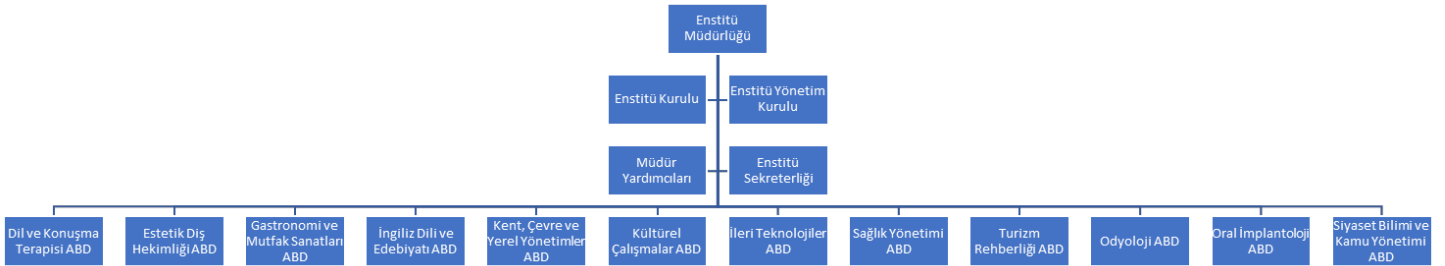 Enstitü
Müdürlüğü
Enstitü Kurulu
Enstitü Yönetim
Kurulu
Müdür
Yardımcıları
Enstitü
Sekreterliği
Dil ve Konuşma
Terapisi ABD
Estetik Diş
Hekimliği ABD
Gastronomi ve
Mutfak Sanatları
ABD
İngiliz Dili ve
Edebiyatı ABD
Kent, Çevre ve
Yerel Yönetimler
ABD
Kültürel
Çalışmalar ABD
İleri Teknolojiler
ABD
Sağlık Yönetimi
ABD
Turizm
Rehberliği ABD
Odyoloji ABD
Oral İmplantoloji
ABD
Siyaset Bilimi ve
Kamu Yönetimi
ABD